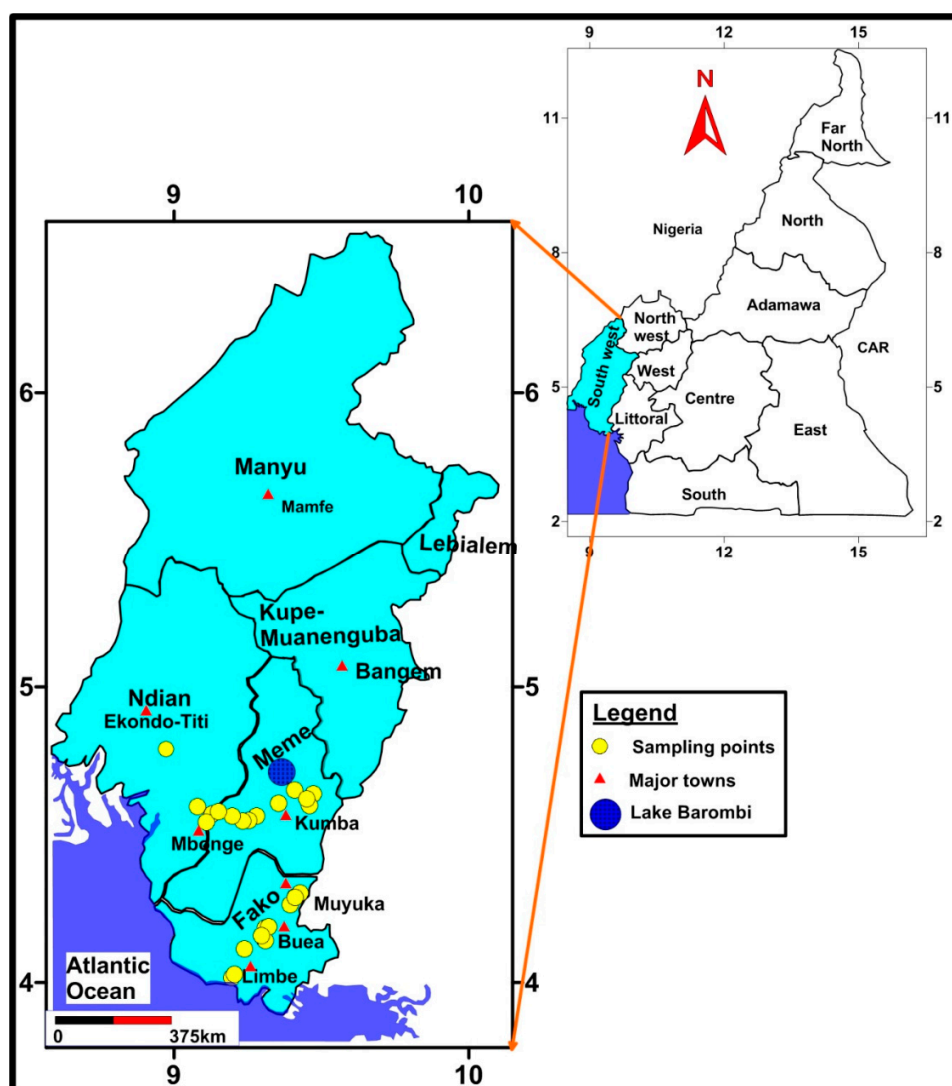 9
12
15
N
11
11
Far
North
9
10
North
Nigeria
8
8
Adamawa
North
west
CAR
South west
West
6
6
5
5
Centre
Littoral
East
Manyu
Mamfe
South
2
2
Lebialem
9
12
15
Kupe-
Muanenguba
Bangem
5
5
Ndian
Ekondo-Titi
Legend
Meme
Sampling points
Major towns
Lake Barombi
Kumba
Mbonge
Fako
Muyuka
Buea
Atlantic
Ocean
Limbe
4
4
0
375km
9
10